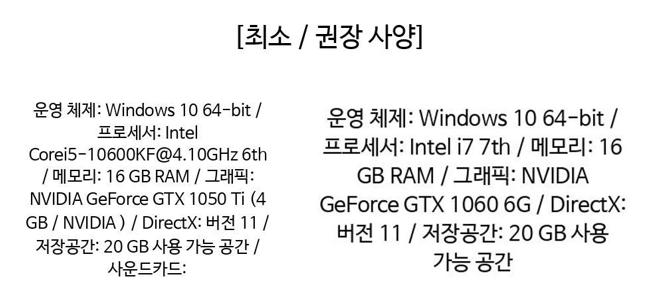 [최소 / 권장 사양]
운영 체제: Windows 10 64-bit /
프로세서: Intel
Corei5-10600KF@4.10GHz 6th
/ 메모리: 16 GB RAM / 그래픽:
NVIDIA GeForce GTX 1050 Ti (4
GB / NVIDIA ) / DirectX: 버전 11 /
저장공간: 20 GB 사용 가능 공간 /
사운드카드:
운영 체제: Windows 10 64-bit /
프로세서: Intel i7 7th / 메모리: 16
GB RAM / 그래픽: NVIDIA
GeForce GTX 1060 6G / DirectX:
버전 11 / 저장공간: 20 GB 사용
가능 공간